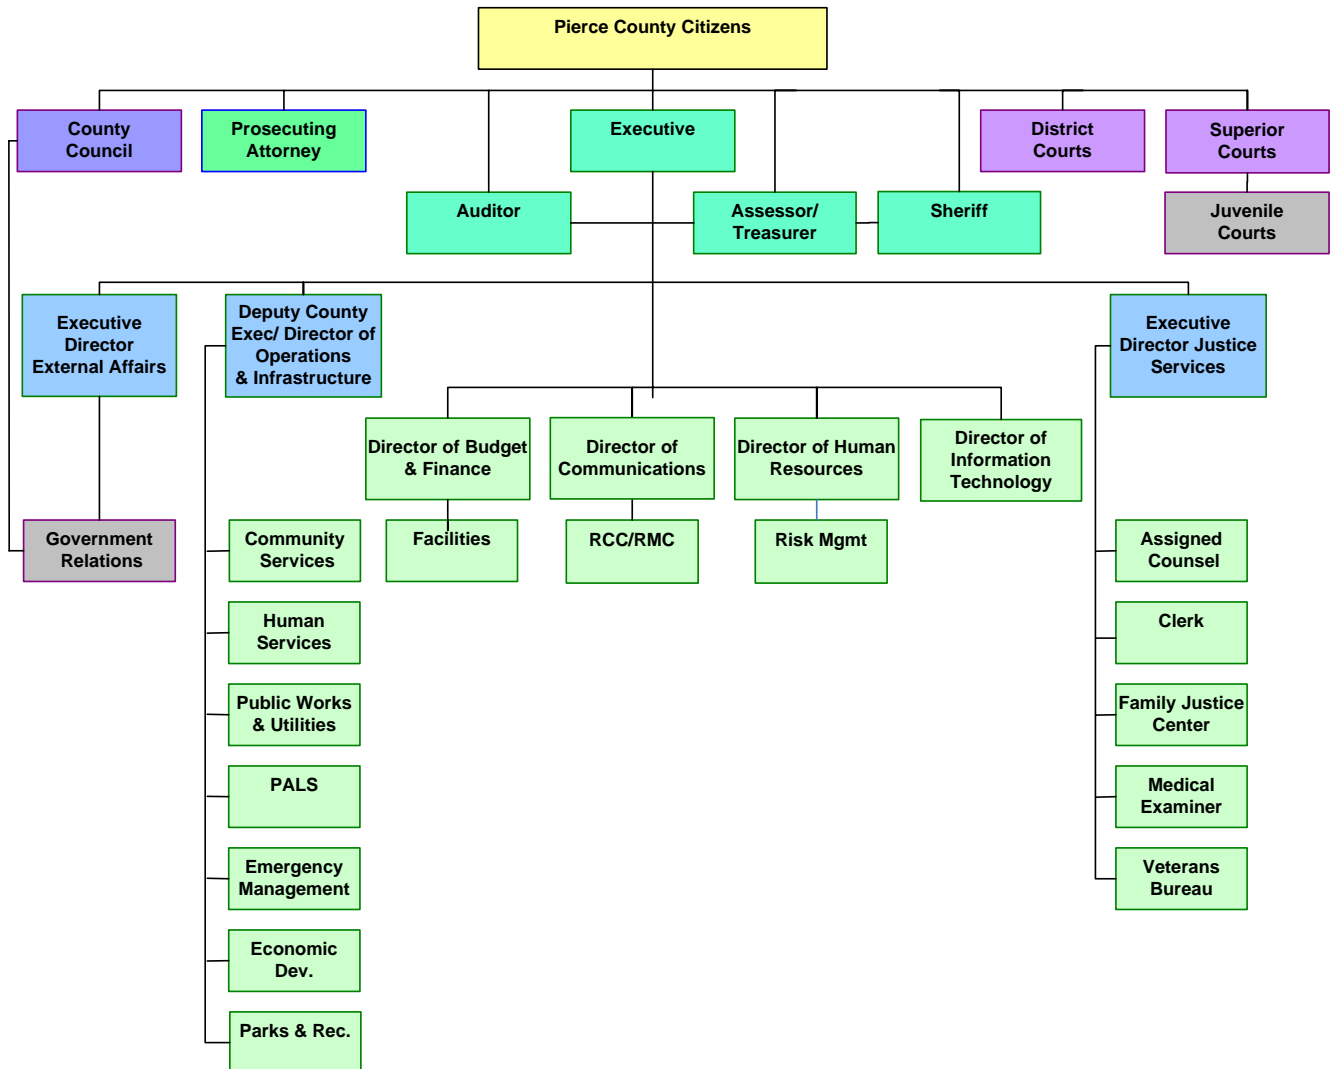 Pierce County Citizens
County
Council
Prosecuting
Attorney
Executive
District
Courts
Superior
Courts
Auditor
Assessor/
Treasurer
Sheriff
Juvenile
Courts
Executive
Director
External Affairs
Deputy County
Exec/ Director of
Operations
& Infrastructure
Executive
Director Justice
Services
Director of Budget
& Finance
Director of
Communications
Director of Human
Resources
Director of
Information
Technology
Government
Relations
Community
Services
Facilities
RCC/RMC
Risk Mgmt
Assigned
Counsel
Human
Services
Clerk
Public Works
& Utilities
Family Justice
Center
PALS
Medical
Examiner
Emergency
Management
Veterans
Bureau
Economic
Dev.
Parks & Rec.